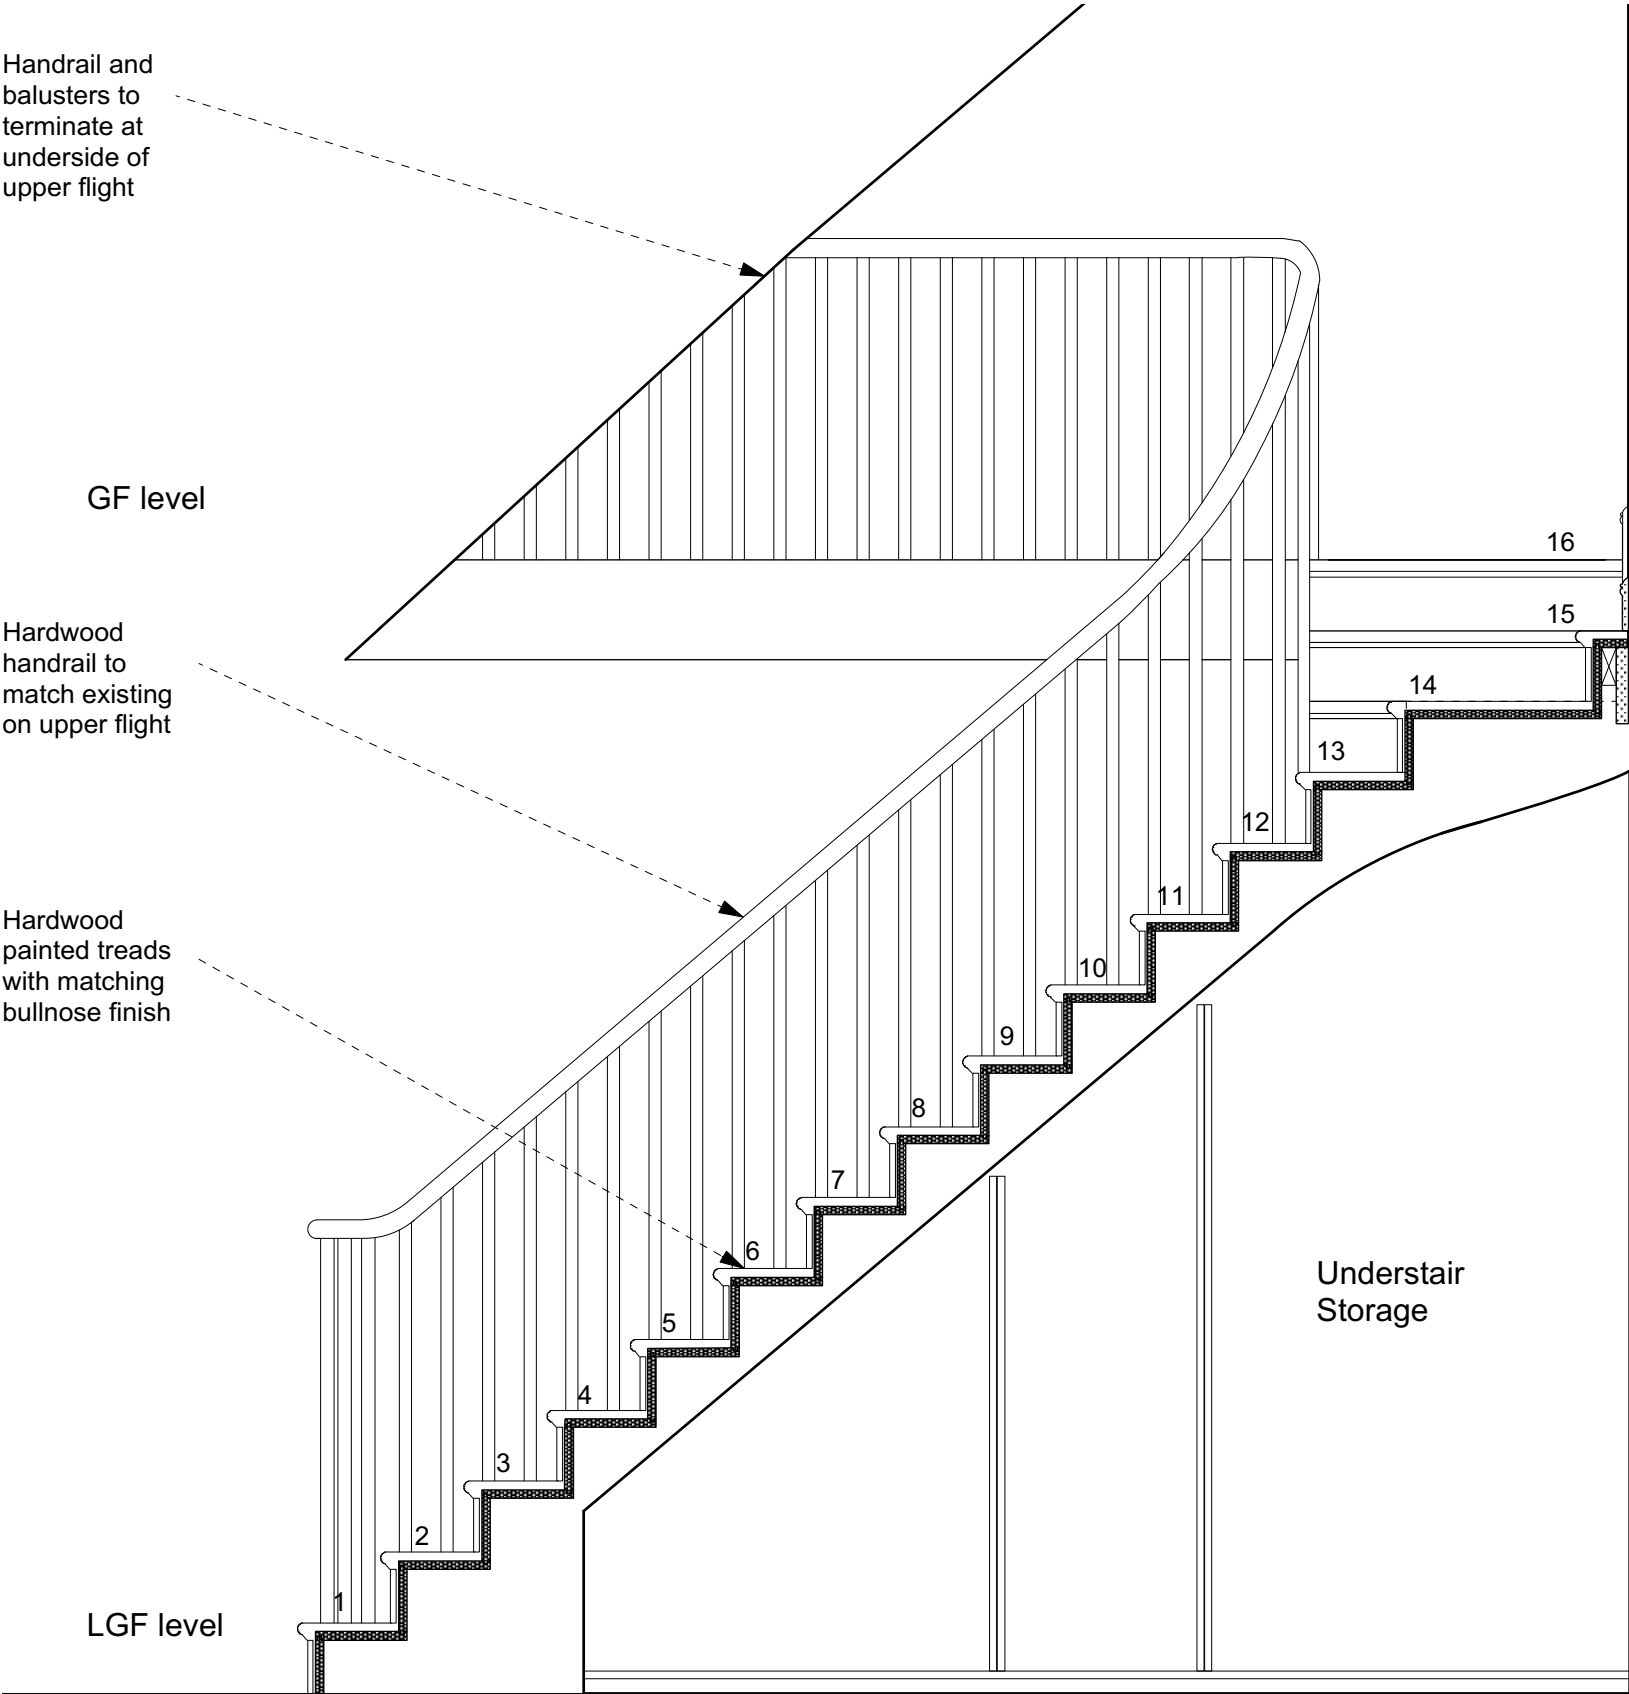 Handrail and
balusters to
terminate at
underside of
upper flight
GF level
16
15
Hardwood
handrail to
match existing
on upper flight
14
13
12
11
Hardwood
painted treads
with matching
bullnose finish
10
9
8
7
6
Understair
Storage
5
4
3
2
1
LGF level